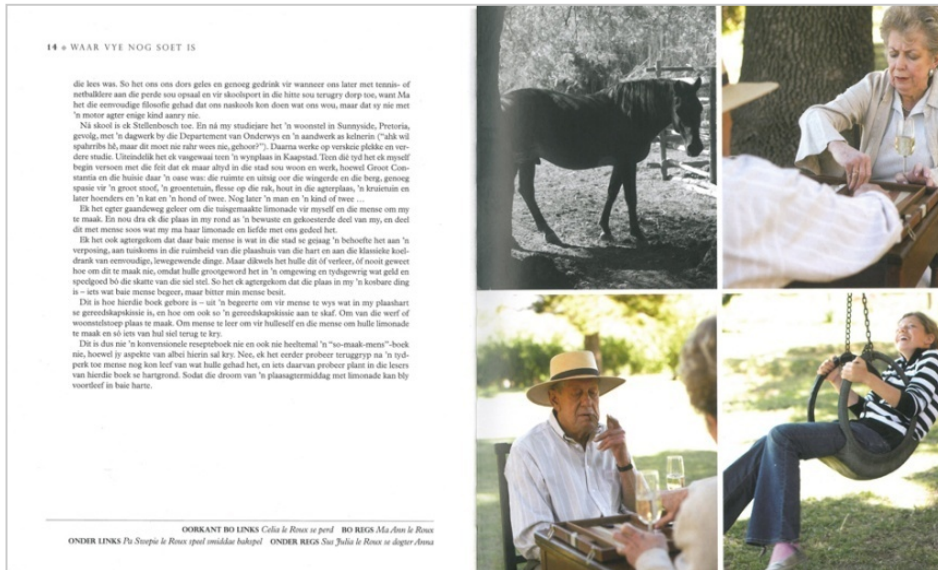 14 • WAAR VYE NOG SOET IS
die lees was. So het ons ons dors geles en genoeg gedrink vir wanneer ons later met tennis- of
netballere aan die perde sou opsaal en vir skoolsport in die hitte sou terugry dorp toe, want Ma
het die eenvoudige filosofie gehad dat ons naskools kon doen wat ons wou, maar dat sy nie met
'n motor agter enige kind aanry nie.
Ná skool is ek Stellenbosch toe. En ná my studiejare het 'n woonstel in Sunnyside, Pretoria,
gevolg, met 'n dagwerk by die Departement van Onderwys en 'n aandwerk as kelnerin ("ahk wil
spahrribs hê, maar dit moet nie rahr wees nie, gehoor?"). Daarna werke op verskeie plekke en ver-
dere studie. Uiteindelik het ek vasgewaai teen 'n wynplaas in Kaapstad. Teen dié tyd het ek myself
begin versoen met die feit dat ek maar altyd in die stad sou woon en werk, hoewel Groot Con-
stantia en die huisie daar 'n oase was: die ruimte en uitsig oor die wingerde en die berg, genoeg
spasie vir 'n groot stoof, 'n groentetuin, flesse op die rak, hout in die agterplaas, 'n kruietuin en
later hoenders en 'n kat en 'n hond of twee. Nog later 'n man en 'n kind of twee ...
Ek het egter gaandeweg geleer om die tuisgemaakte limonade vir myself en die mense om my
te maak. En nou dra ek die plaas in my rond as 'n bewuste en gekoesterde deel van my, en deel
dit met mense soos wat my ma haar limonade en liefde met ons gedeel het.
Ek het ook agtergekom dat daar baie mense is wat in die stad se gejaag 'n behoefte het aan 'n
verposing, aan tuiskoms in die ruimheid van die plaashuis van die hart en aan die klassieke koel-
drank van eenvoudige, lewegewende dinge. Maar dikwels het hulle dit óf verleer, óf nooit geweet
hoe om dit te maak nie, omdat hulle grootgeword het in 'n omgewing en tydsgewrig wat geld en
speelgoed bó die skatte van die siel stel. So het ek agtergekom dat die plaas in my 'n kosbare ding
is – iets wat baie mense begeer, maar bitter min mense besit.
Dit is hoe hierdie boek gebore is – uit 'n begeerte om vir mense te wys wat in my plaashart
se gereedskapskissie is, en hoe om ook so 'n gereedskapskissie aan te skaf. Om van die werf of
woonstelstoep plaas te maak. Om mense te leer om vir hulleself en die mense om hulle limonade
te maak en só iets van hul siel terug te kry.
Dit is dus nie 'n konvensionele resepteboek nie en ook nie heeltemal 'n "so-maak-mens"-boek
nie, hoewel jy aspekte van albei hierin sal kry. Nee, ek het eerder probeer teruggryp na 'n tyd-
perk toe mense nog kon leef van wat hulle gehad het, en iets daarvan probeer plant in die lesers
van hierdie boek se hartgrond. Sodat die droom van 'n plaasagtermiddag met limonade kan bly
voortleef in baie harte.
OORKANT BO LINKS Celia le Roux se perd BO REGS Ma Ann le Roux
ONDER LINKS Pa Swepie le Roux speel smiddae bakspel ONDER REGS Sus Julia le Roux se dogter Anna